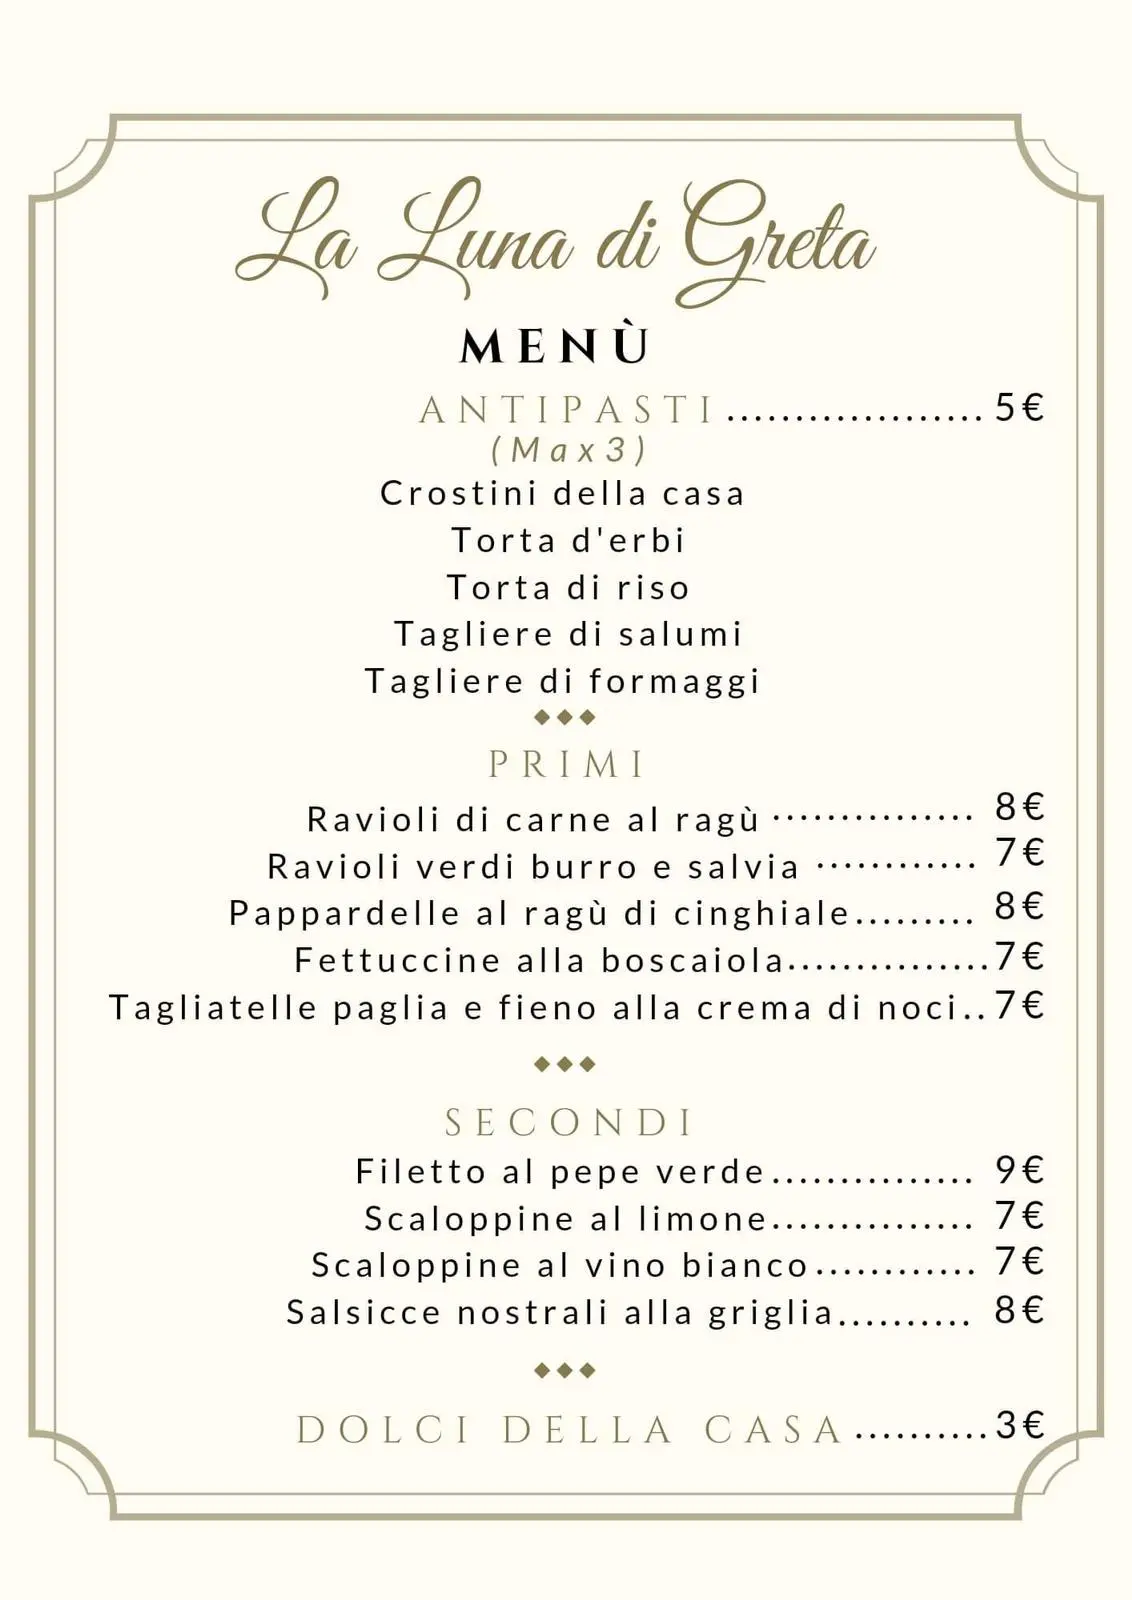 La Luna di Greta
MENÙ
ANTIPASTI ................... 5€
(Max3)
Crostini della casa
Torta d'erbi
Torta di riso
Tagliere di salumi
Tagliere di formaggi
PRIMI
Ravioli di carne al ragù ............... 8€
Ravioli verdi burro e salvia ............ 7€
Pappardelle al ragù di cinghiale......... 8€
Fettuccine alla boscaiola...............7€
Tagliatelle paglia e fieno alla crema di noci..7€
SECONDI
Filetto al pepe verde............... 9€
Scaloppine al limone............... 7€
Scaloppine al vino bianco............ 7€
Salsicce nostrali alla griglia.......... 8€
DOLCI DELLA CASA ..........3€